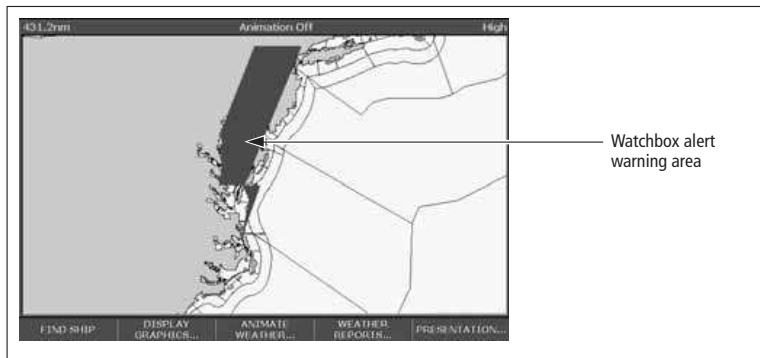 431.2nm Animation Off High
Watchbox alert
warning area
FIND SHIP
DISPLAY
GRAPHICS...
ANIMATE
WEATHER...
WEATHER
REPORTS...
PRESENTATION...